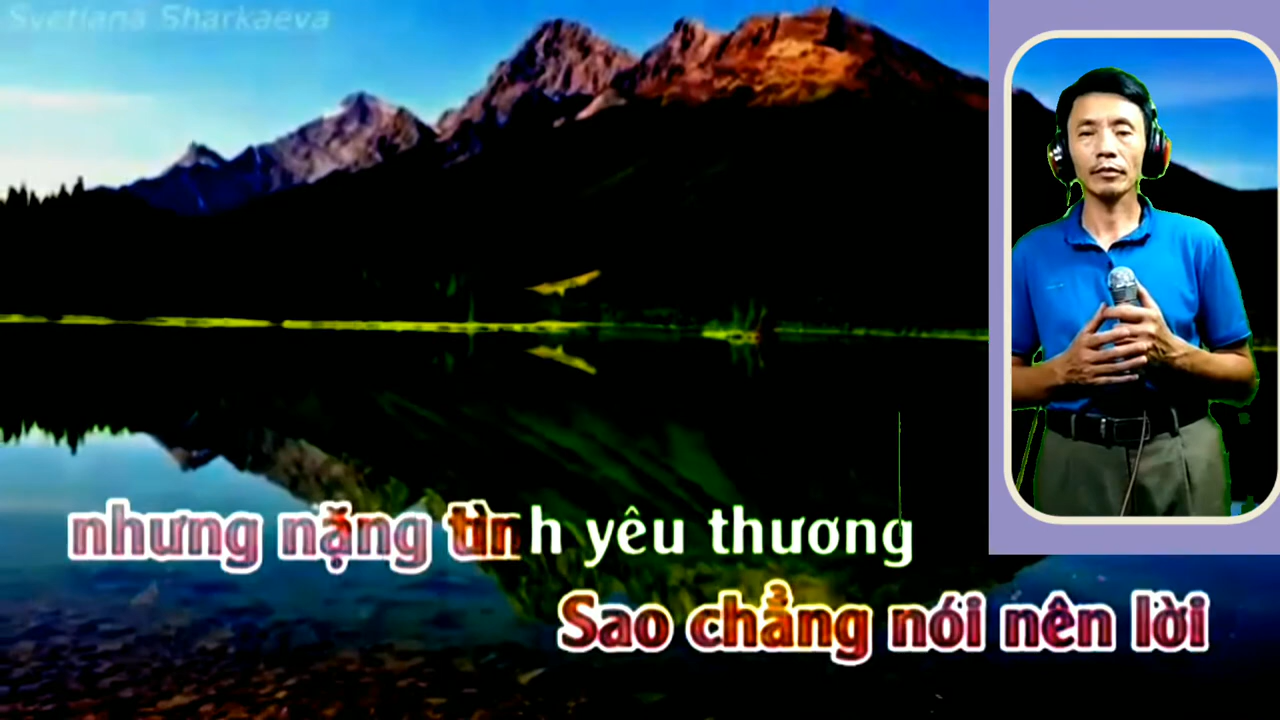 Svetlana Sharkaeva
nhưng nặng tình yêu thương
Sao chẳng nói nên lời